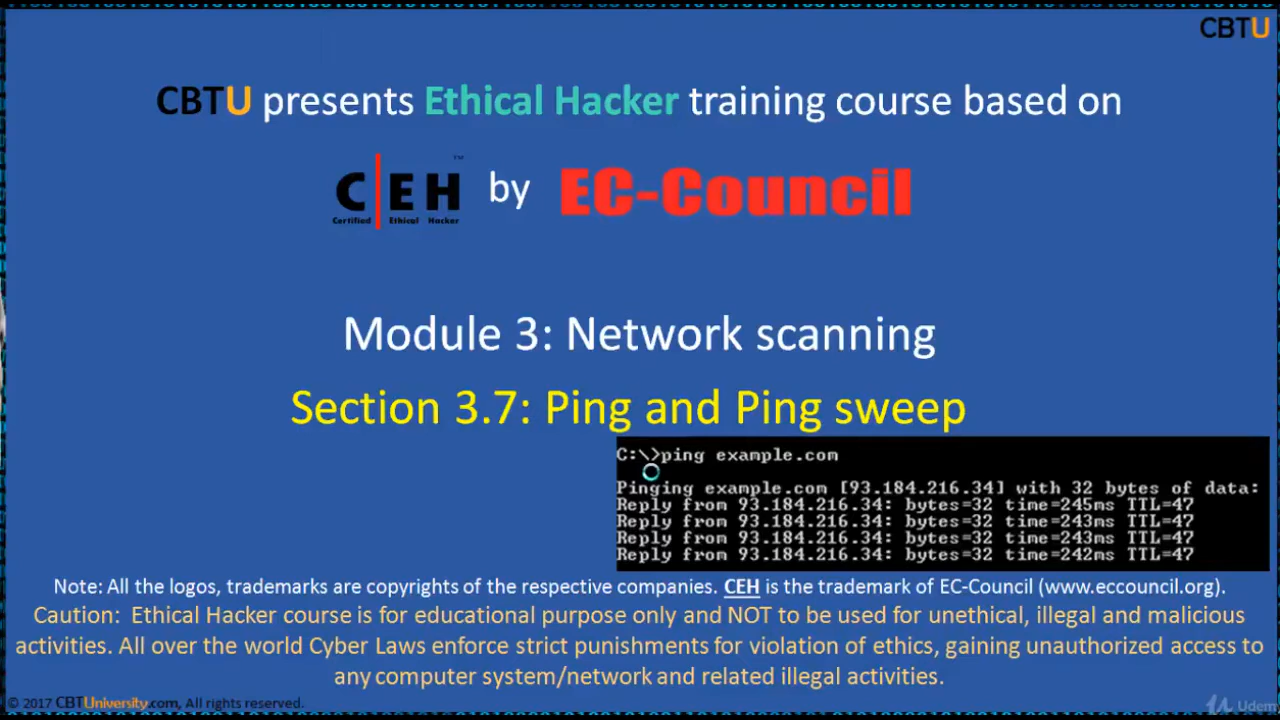 CBTU
CBTU presents Ethical Hacker training course based on
CEH™ by EC-Council
Certified Ethical Hacker
Module 3: Network scanning
Section 3.7: Ping and Ping sweep
C:\>ping example.com
Pinging example.com [93.184.216.34] with 32 bytes of data:
Reply from 93.184.216.34: bytes=32 time=245ms TTL=47
Reply from 93.184.216.34: bytes=32 time=243ms TTL=47
Reply from 93.184.216.34: bytes=32 time=243ms TTL=47
Reply from 93.184.216.34: bytes=32 time=242ms TTL=47
Note: All the logos, trademarks are copyrights of the respective companies. CEH is the trademark of EC-Council (www.eccouncil.org).
Caution: Ethical Hacker course is for educational purpose only and NOT to be used for unethical, illegal and malicious
activities. All over the world Cyber Laws enforce strict punishments for violation of ethics, gaining unauthorized access to
any computer system/network and related illegal activities.
© 2017 CBTUniversity.com, All rights reserved.